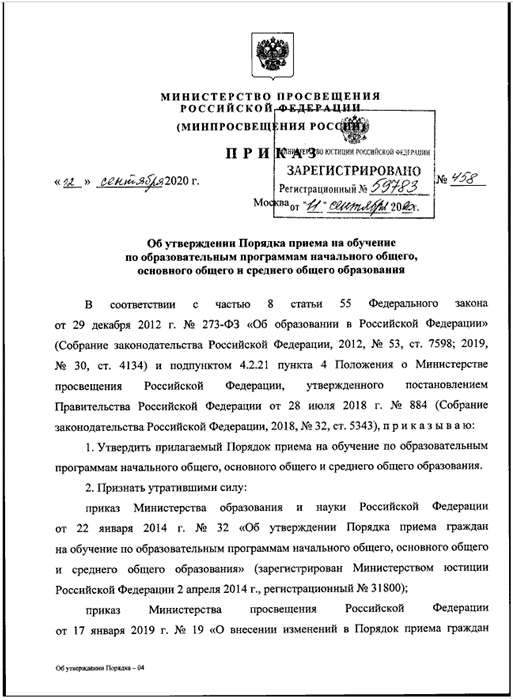 МИНИСТЕРСТВО ПРОСВЕЩЕНИЯ
РОССИЙСКОЙ ФЕДЕРАЦИИ
(МИНПРОСВЕЩЕНИЯ РОССИИ)
ПРИКАЗ
МИНИСТЕРСТВО ЮСТИЦИИ РОССИЙСКОЙ ФЕДЕРАЦИИ
ЗАРЕГИСТРИРОВАНО
Регистрационный № 59783
от "11" сентября 2020г.
« 12 » сентября 2020 г.
№ 458
Москва
Об утверждении Порядка приема на обучение
по образовательным программам начального общего,
основного общего и среднего общего образования
В соответствии с частью 8 статьи 55 Федерального закона
от 29 декабря 2012 г. № 273-ФЗ «Об образовании в Российской Федерации»
(Собрание законодательства Российской Федерации, 2012, № 53, ст. 7598; 2019,
№ 30, ст. 4134) и подпунктом 4.2.21 пункта 4 Положения о Министерстве
просвещения Российской Федерации, утвержденного постановлением
Правительства Российской Федерации от 28 июля 2018 г. № 884 (Собрание
законодательства Российской Федерации, 2018, № 32, ст. 5343), п р и к а з ы в а ю:
1. Утвердить прилагаемый Порядок приема на обучение по образовательным
программам начального общего, основного общего и среднего общего образования.
2. Признать утратившими силу:
приказ Министерства образования и науки Российской Федерации
от 22 января 2014 г. № 32 «Об утверждении Порядка приема граждан
на обучение по образовательным программам начального общего, основного общего
и среднего общего образования» (зарегистрирован Министерством юстиции
Российской Федерации 2 апреля 2014 г., регистрационный № 31800);
приказ Министерства просвещения Российской Федерации
от 17 января 2019 г. № 19 «О внесении изменений в Порядок приема граждан
Об утверждении Порядка – 04